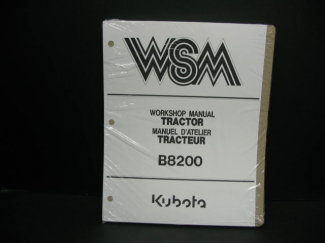 WSM
WORKSHOP MANUAL
TRACTOR
MANUEL D'ATELIER
TRACTEUR
B8200
Kubota